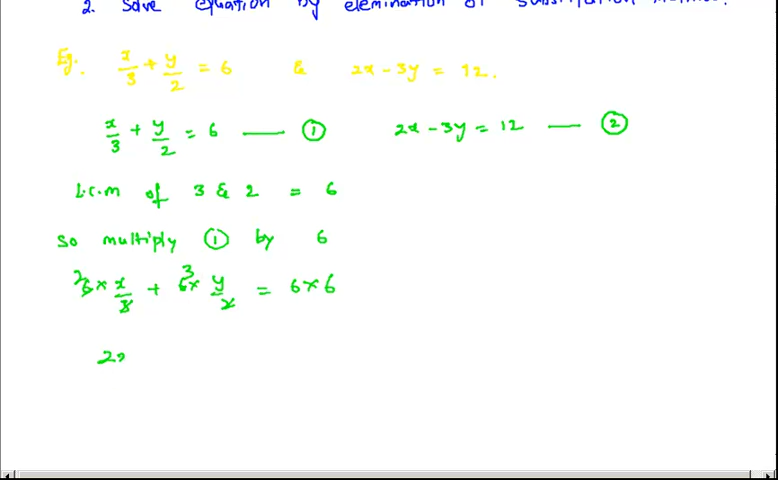 2. Solve equation by elemination or substitution method.
Eg. x/3 + y/2 = 6 & 2x - 3y = 12.
x/3 + y/2 = 6 —— ① 2x - 3y = 12 —— ②
L.C.M of 3 & 2 = 6
So multiply ① by 6
2 6 × x/3 + 3 6 × y/2 = 6 × 6
2x